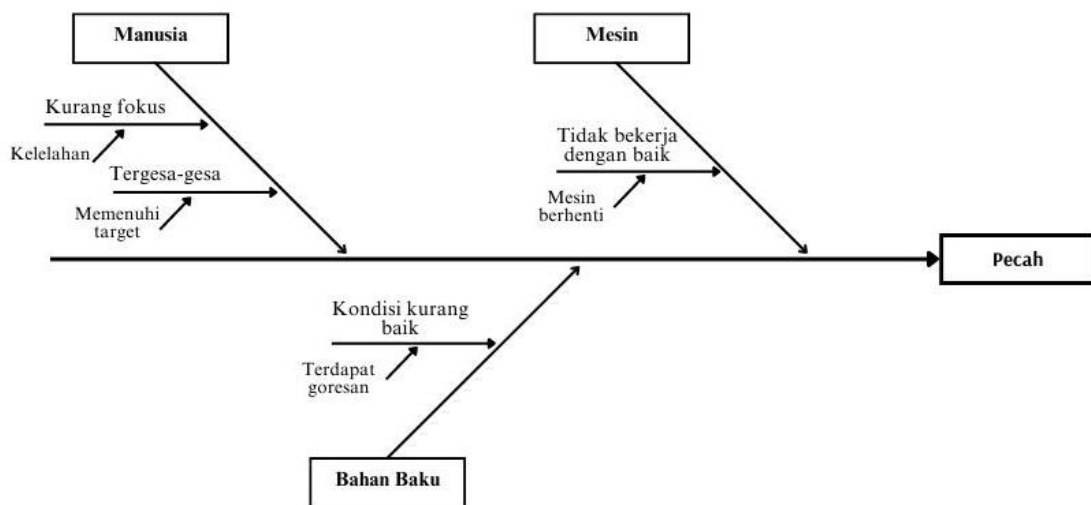 Manusia
Mesin
Kurang fokus
Kelelahan
Tergesa-gesa
Memenuhi
target
Tidak bekerja
dengan baik
Mesin
berhenti
Pecah
Kondisi kurang
baik
Terdapat
goresan
Bahan Baku